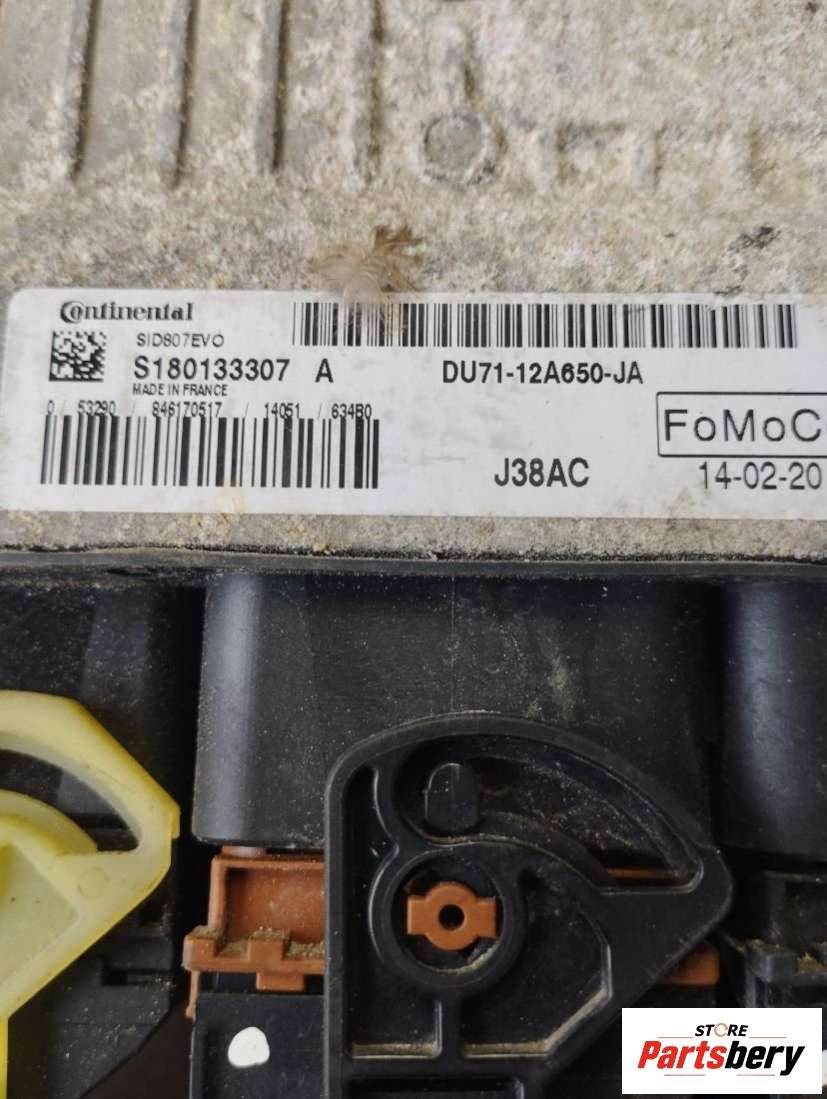 Continental
SID807EVO
S180133307 A
DU71-12A650-JA
MADE IN FRANCE
0 / 53290 / 846170517 / 14051 / 634B0
FoMoC
J38AC
14-02-20
STORE
Partsbery